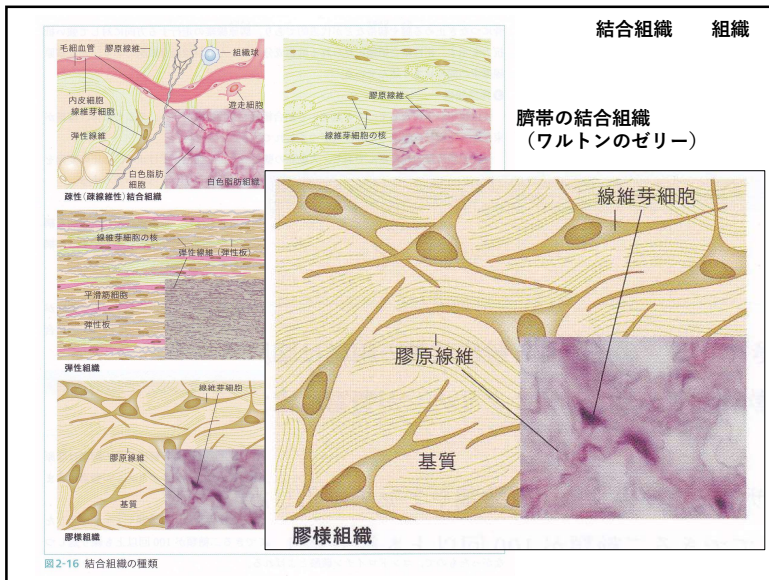 結合組織 組織
毛細血管 膠原線維
組織球
内皮細胞
線維芽細胞
遊走細胞
弾性線維
白色脂肪
細胞
白色脂肪組織
疎性(疎線維性)結合組織
膠原線維
線維芽細胞の核
臍帯の結合組織
(ワルトンのゼリー)
線維芽細胞の核
弾性線維(弾性板)
平滑筋細胞
弾性板
弾性組織
線維芽細胞
膠原線維
基質
膠様組織
線維芽細胞
膠原線維
基質
膠様組織
図2-16 結合組織の種類